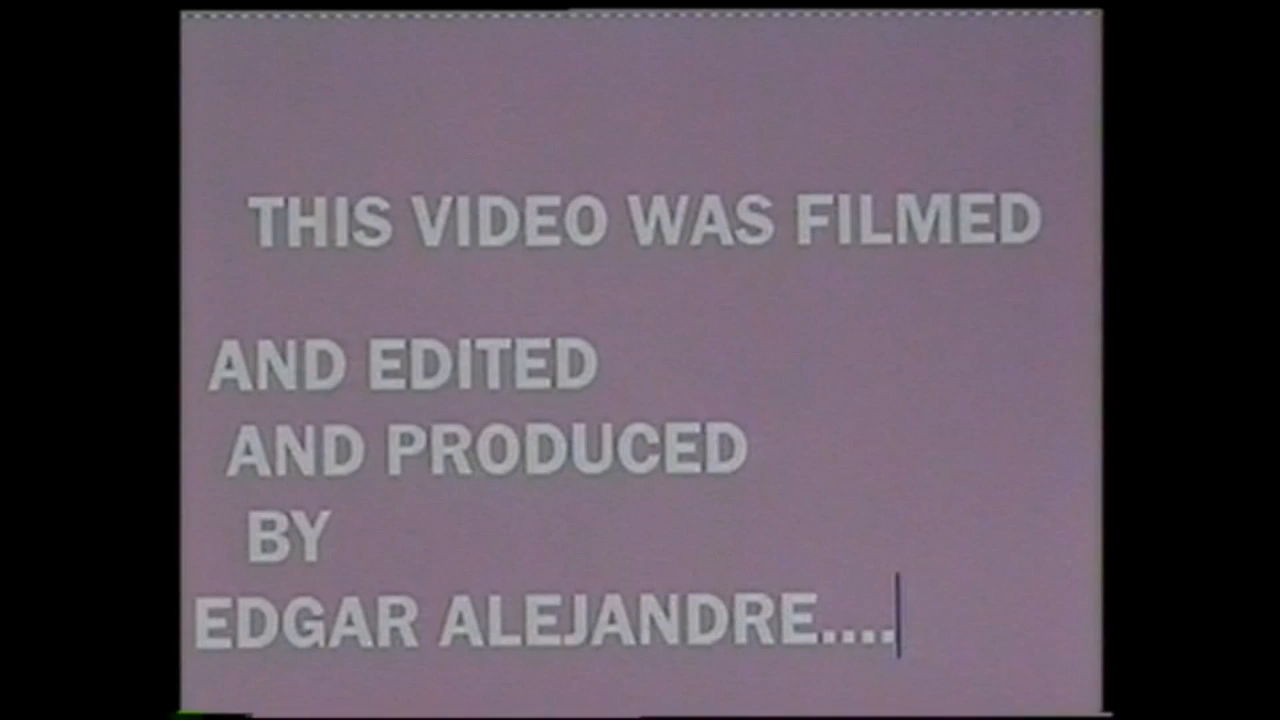 THIS VIDEO WAS FILMED
AND EDITED
AND PRODUCED
BY
EDGAR ALEJANDRE....